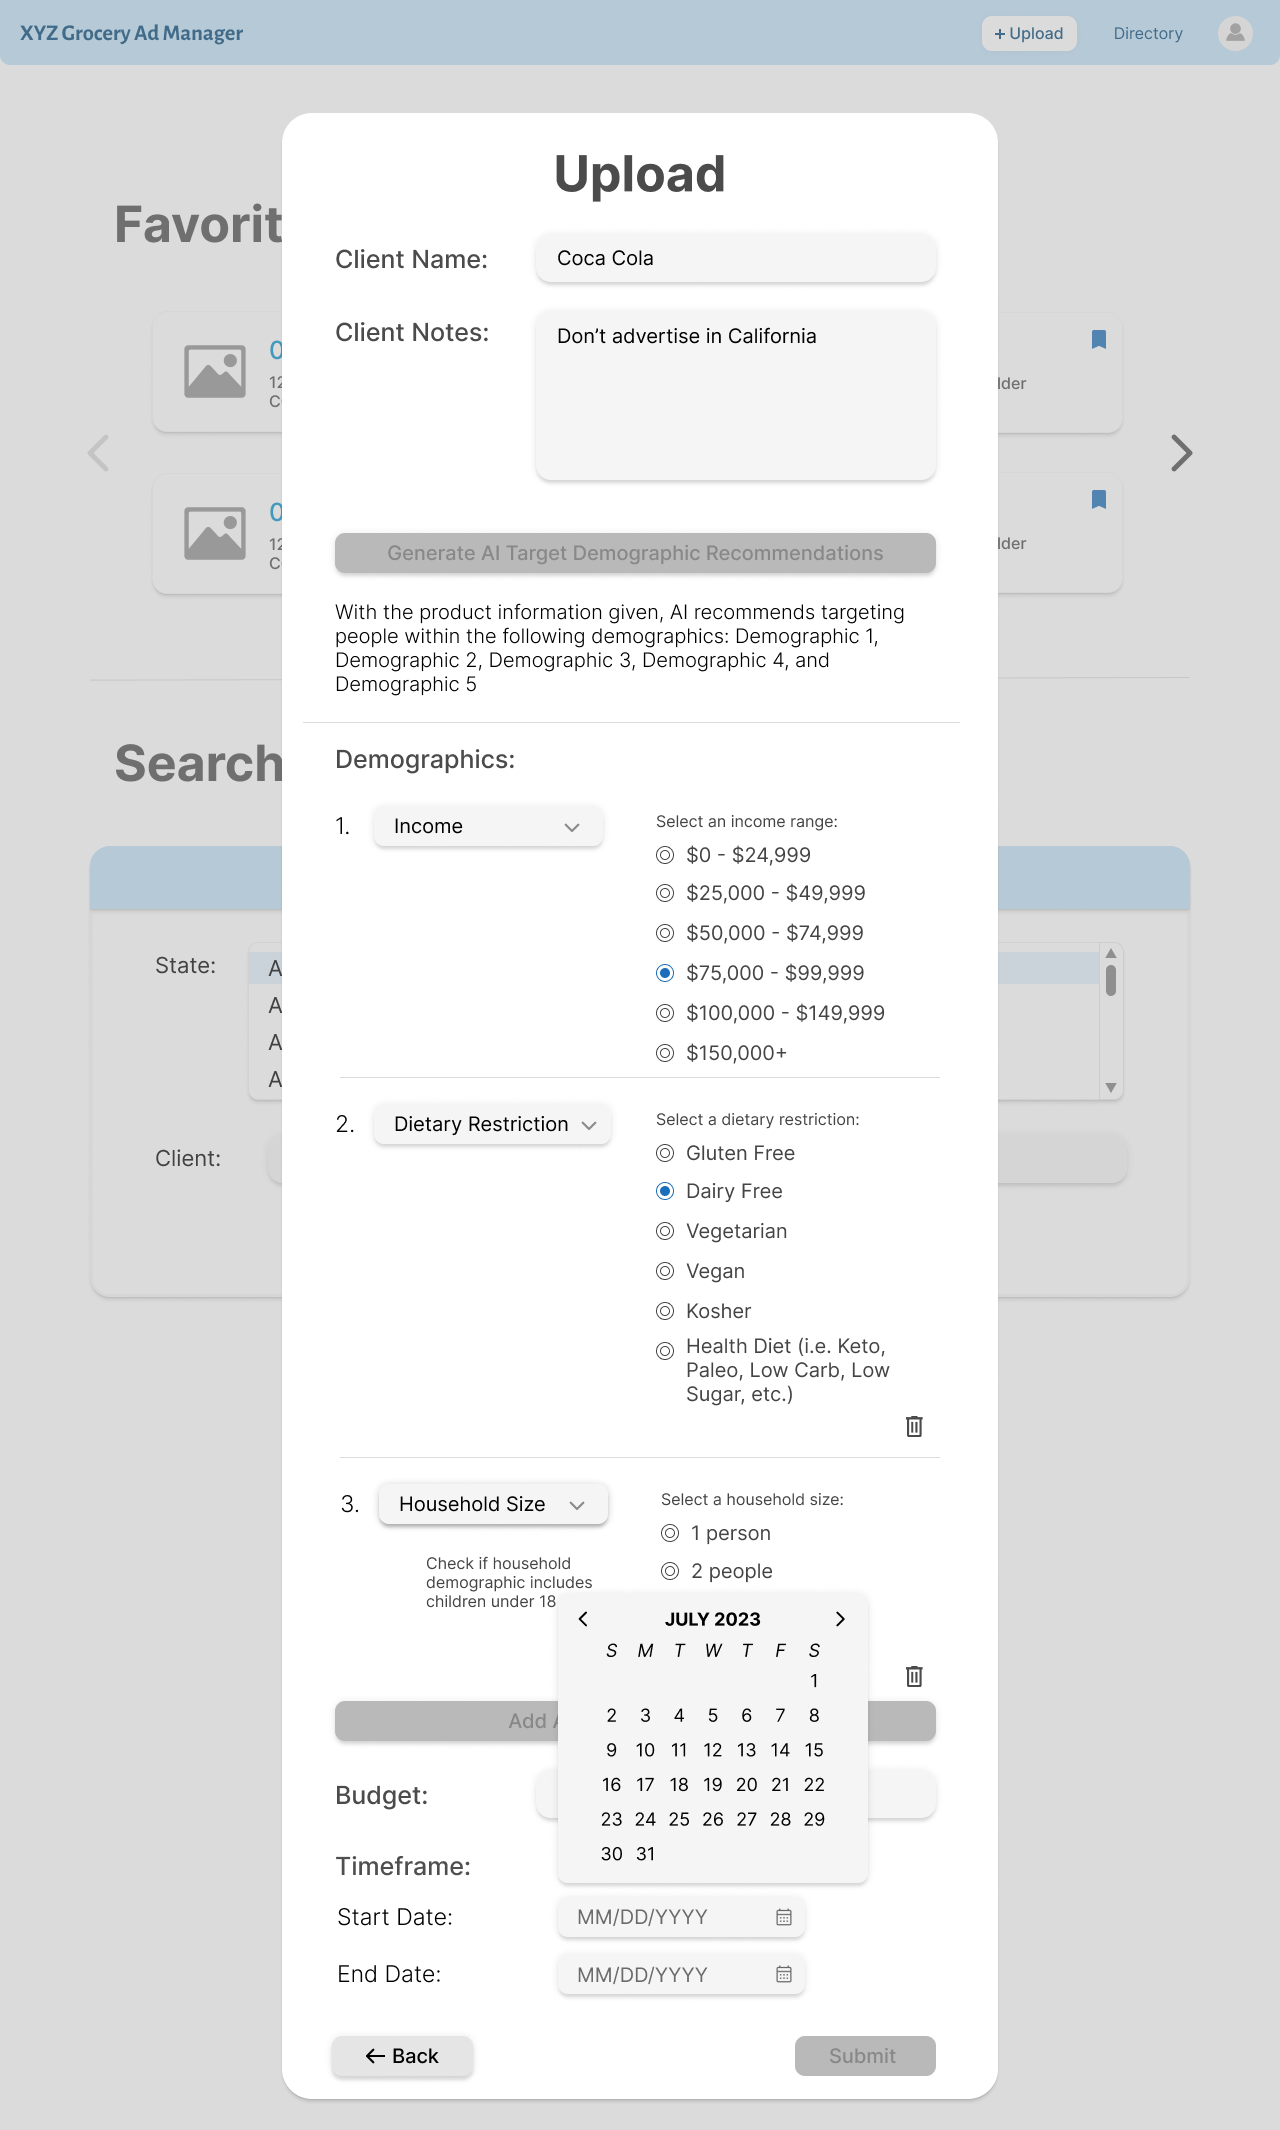 XYZ Grocery Ad Manager
+ Upload
Directory
Upload
Favorit
Client Name:
Coca Cola
Client Notes:
Don't advertise in California
0
12
C
lder
0
12
C
lder
Generate AI Target Demographic Recommendations
With the product information given, AI recommends targeting
people within the following demographics: Demographic 1,
Demographic 2, Demographic 3, Demographic 4, and
Demographic 5
Search
Demographics:
1.
Income
Select an income range:
$0 - $24,999
$25,000 - $49,999
$50,000 - $74,999
$75,000 - $99,999
$100,000 - $149,999
$150,000+
State:
A
A
A
A
2.
Dietary Restriction
Select a dietary restriction:
Gluten Free
Dairy Free
Vegetarian
Vegan
Kosher
Health Diet (i.e. Keto,
Paleo, Low Carb, Low
Sugar, etc.)
Client:
3.
Household Size
Select a household size:
1 person
2 people
Check if household
demographic includes
children under 18
JULY 2023
S M T W T F S
1
2 3 4 5 6 7 8
9 10 11 12 13 14 15
16 17 18 19 20 21 22
23 24 25 26 27 28 29
30 31
Add
Budget:
Timeframe:
Start Date:
MM/DD/YYYY
End Date:
MM/DD/YYYY
← Back
Submit